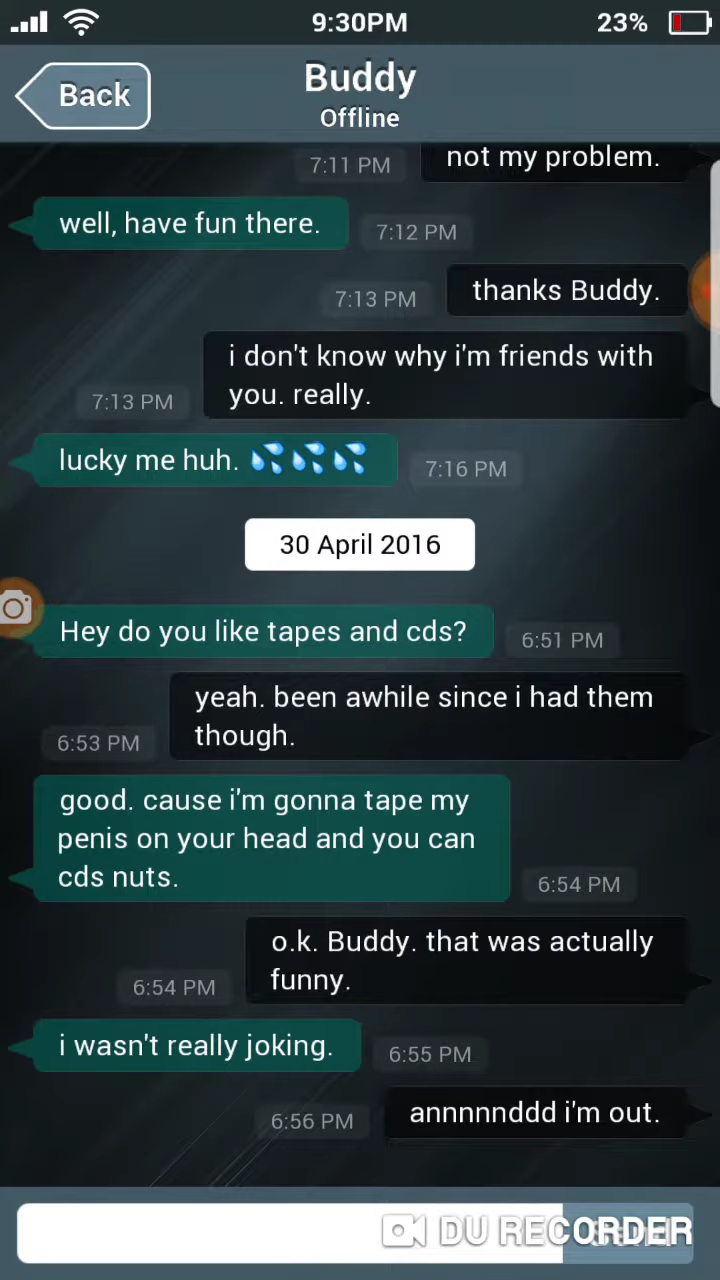 9:30PM
23%
Back
Buddy
Offline
7:11 PM
not my problem.
well, have fun there.
7:12 PM
7:13 PM
thanks Buddy.
i don't know why i'm friends with
you. really.
7:13 PM
lucky me huh. 💦💦💦
7:16 PM
30 April 2016
Hey do you like tapes and cds?
6:51 PM
yeah. been awhile since i had them
though.
6:53 PM
good. cause i'm gonna tape my
penis on your head and you can
cds nuts.
6:54 PM
o.k. Buddy. that was actually
funny.
6:54 PM
i wasn't really joking.
6:55 PM
6:56 PM
annnnnddd i'm out.
DU RECORDER